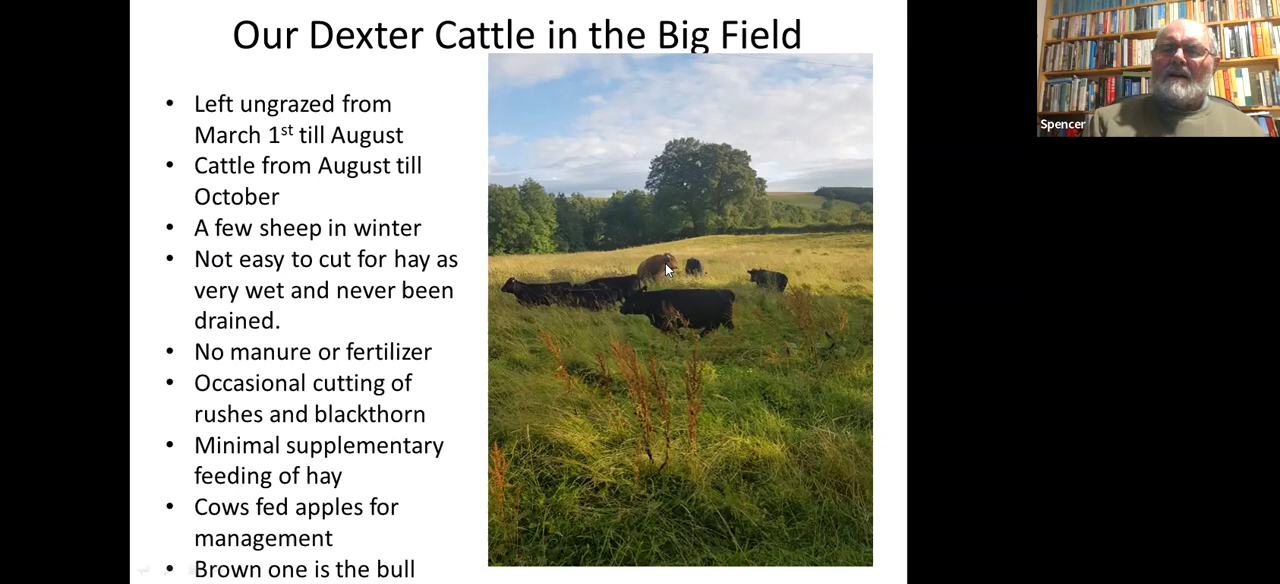 Our Dexter Cattle in the Big Field
• Left ungrazed from
March 1st till August
• Cattle from August till
October
• A few sheep in winter
• Not easy to cut for hay as
very wet and never been
drained.
• No manure or fertilizer
• Occasional cutting of
rushes and blackthorn
• Minimal supplementary
feeding of hay
• Cows fed apples for
management
• Brown one is the bull
Spencer